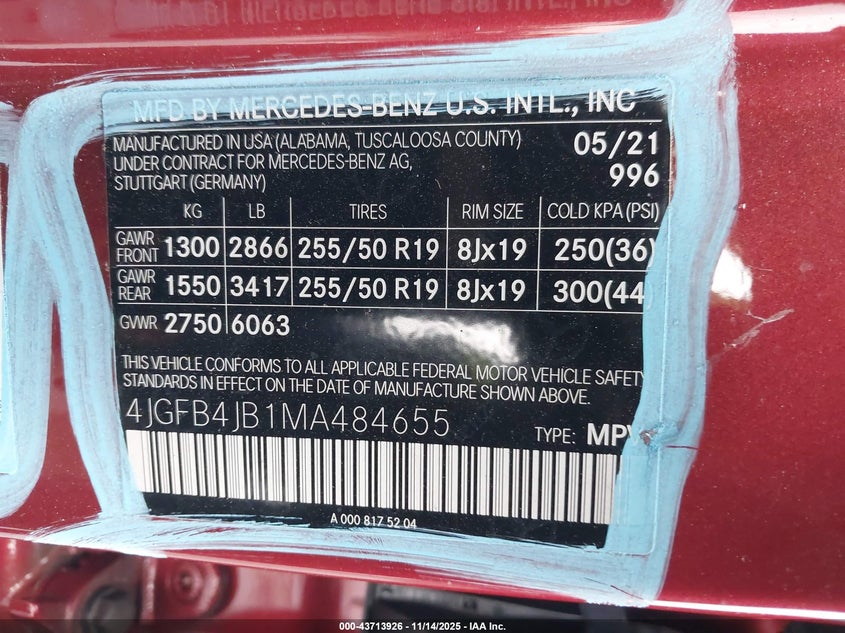 MFD BY MERCEDES-BENZ U.S. INTL., INC
MANUFACTURED IN USA (ALABAMA, TUSCALOOSA COUNTY) 05/21
UNDER CONTRACT FOR MERCEDES-BENZ AG, 996
STUTTGART (GERMANY)
KG LB TIRES RIM SIZE COLD KPA (PSI)
GAWR FRONT 1300 2866 255/50 R19 8Jx19 250(36)
GAWR REAR 1550 3417 255/50 R19 8Jx19 300(44
GVWR 2750 6063
THIS VEHICLE CONFORMS TO ALL APPLICABLE FEDERAL MOTOR VEHICLE SAFETY
STANDARDS IN EFFECT ON THE DATE OF MANUFACTURE SHOWN ABOVE.
4JGFB4JB1MA484655 TYPE: MPV
A 000 817 52 04
000-43713926 - 11/14/2025 - IAA Inc.